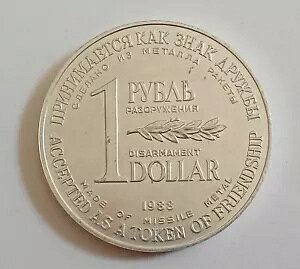 ПРИНИМАЕТСЯ КАК ЗНАК ДРУЖБЫ
СДЕЛАНО ИЗ МЕТАЛЛА РАКЕТЫ
1 РУБЛЬ
РАЗОРУЖЕНИЯ
DISARMAMENT
DOLLAR
1988
MADE OF MISSILE METAL
ACCEPTED AS A TOKEN OF FRIENDSHIP